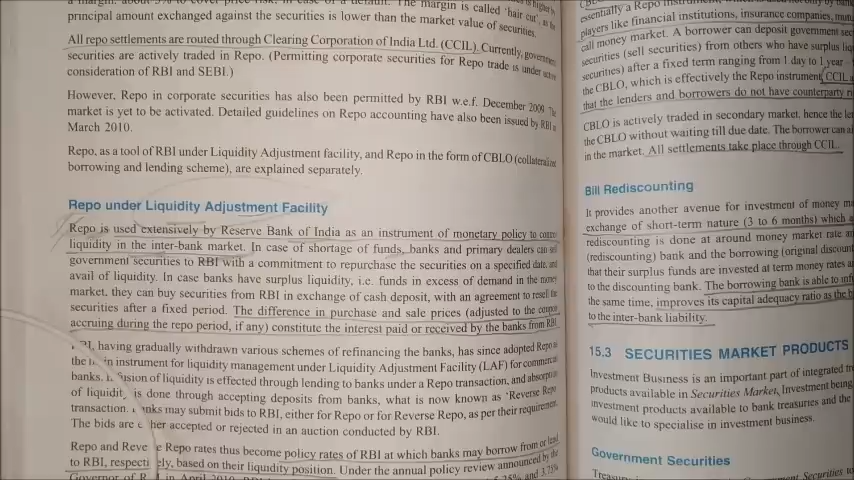 principal amount exchanged against the securities is lower than the market value of securities.
All repo settlements are routed through Clearing Corporation of India Ltd. (CCIL). Currently, government
securities are actively traded in Repo. (Permitting corporate securities for Repo trade is under active
consideration of RBI and SEBI.)
However, Repo in corporate securities has also been permitted by RBI w.e.f. December 2009. The
market is yet to be activated. Detailed guidelines on Repo accounting have also been issued by RBI in
March 2010.
Repo, as a tool of RBI under Liquidity Adjustment facility, and Repo in the form of CBLO (collateralized
borrowing and lending scheme), are explained separately.
Repo under Liquidity Adjustment Facility
Repo is used extensively by Reserve Bank of India as an instrument of monetary policy to control
liquidity in the inter-bank market. In case of shortage of funds, banks and primary dealers can sell
government securities to RBI with a commitment to repurchase the securities on a specified date, and
avail of liquidity. In case banks have surplus liquidity, i.e. funds in excess of demand in the money
market, they can buy securities from RBI in exchange of cash deposit, with an agreement to resell the
securities after a fixed period. The difference in purchase and sale prices (adjusted to the coupon
accruing during the repo period, if any) constitute the interest paid or received by the banks from RBI.
having gradually withdrawn various schemes of refinancing the banks, has since adopted Repo as
the instrument for liquidity management under Liquidity Adjustment Facility (LAF) for commercial
banks. of liquidity is effected through lending to banks under a Repo transaction, and absorption
of liquidity is done through accepting deposits from banks, what is now known as 'Reverse Repo'
transaction. may submit bids to RBI, either for Repo or for Reverse Repo, as per their requirement.
The bids are accepted or rejected in an auction conducted by RBI.
Repo and Repo rates thus become policy rates of RBI at which banks may borrow from or lend
to RBI, based on their liquidity position. Under the annual policy review announced by the
in April 2010 3.75%
essentially a Repo
players like financial institutions, insurance companies,
call money market. A borrower can deposit government
securities (sell securities) from others who have surplus
securities) after a fixed term ranging from 1 day to 1 year
the CBLO, which is effectively the Repo instrument. CCIL
that the lenders and borrowers do not have counterparty
CBLO is actively traded in secondary market, hence the
the CBLO without waiting till due date. The borrower can
in the market. All settlements take place through CCIL.
Bill Rediscounting
It provides another avenue for investment of money
exchange of short-term nature (3 to 6 months) which
rediscounting is done at around money market rate
(rediscounting) bank and the borrowing (original
that their surplus funds are invested at term money rates
to the discounting bank. The borrowing bank is able to
the same time, improves its capital adequacy ratio as the
to the inter-bank liability.
15.3 SECURITIES MARKET PRODUCTS
Investment Business is an important part of integrated
products available in Securities Market, Investment being
investment products available to bank treasuries and the
would like to specialise in investment business.
Government Securities